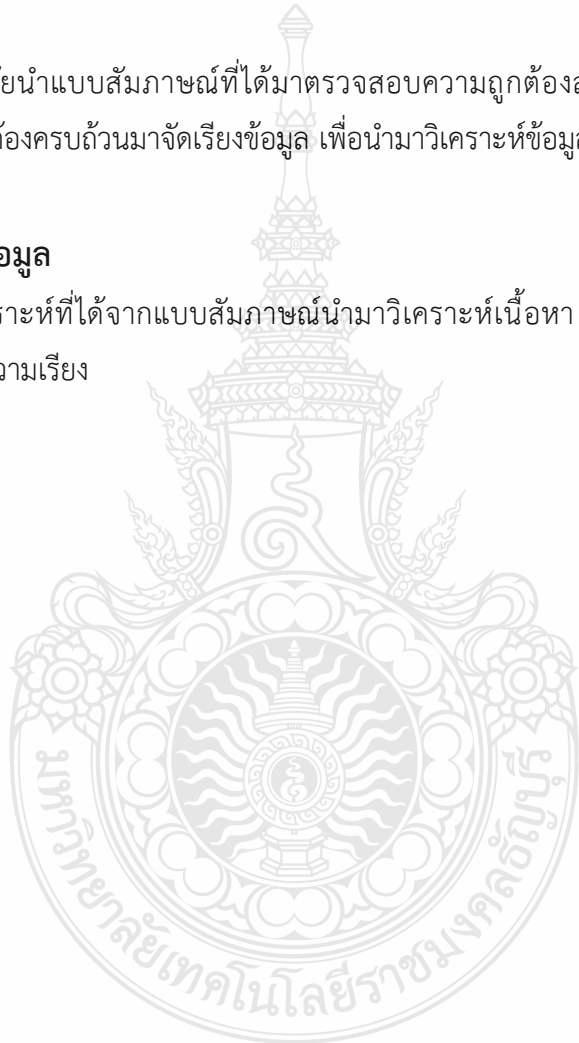 ัยนำแบบสัมภาษณ์ที่ได้มาตรวจสอบความถูกต้องส
้องครบถ้วนมาจัดเรียงข้อมูล เพื่อนำมาวิเคราะห์ข้อมูล
อมูล
ราะห์ที่ได้จากแบบสัมภาษณ์นำมาวิเคราะห์เนื้อหา
วามเรียง
มหาวิทยาลัยเทคโนโลยีราชมงคลธัญบุรี